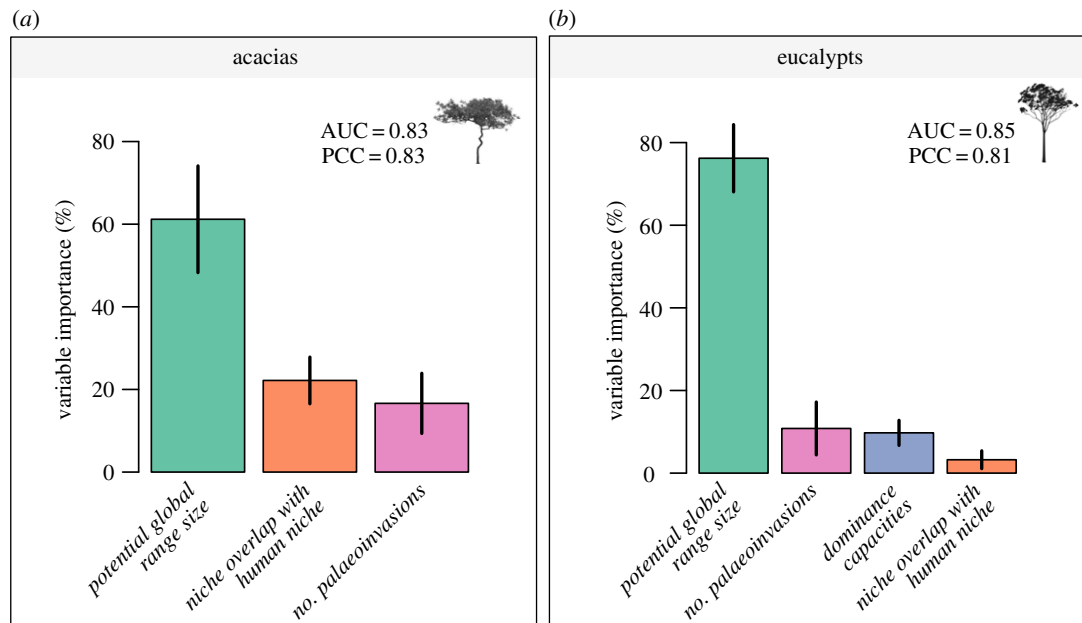 (a)
acacias
AUC = 0.83
PCC = 0.83
variable importance (%)
80
60
40
20
0
potential global
range size
niche overlap with
human niche
no. palaeoinvasions
(b)
eucalypts
AUC = 0.85
PCC = 0.81
variable importance (%)
80
60
40
20
0
potential global
range size
no. palaeoinvasions
dominance
capacities
niche overlap with
human niche